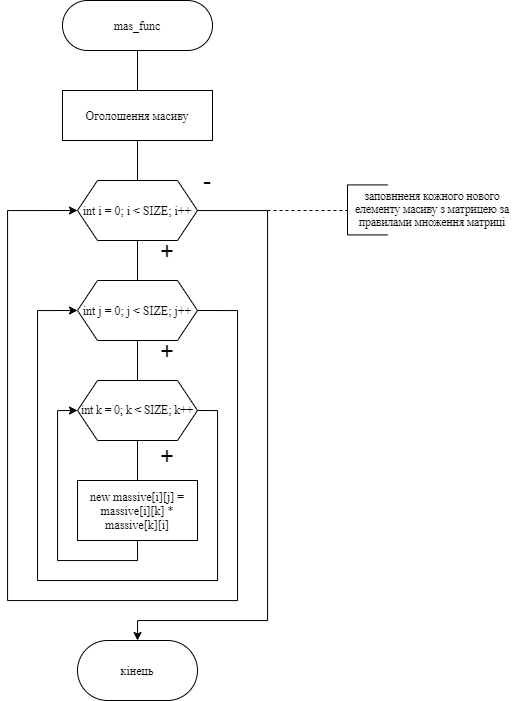 mas_func
Оголошення масиву
-
int i = 0; i < SIZE; i++
заповнненя кожного нового
елементу масиву з матрицею за
правилами множення матриці
+
int j = 0; j < SIZE; j++
+
int k = 0; k < SIZE; k++
+
new massive[i][j] =
massive[i][k] *
massive[k][i]
кінець